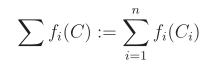 ∑ f_i(C) := ∑_{i=1}^{n} f_i(C_i)